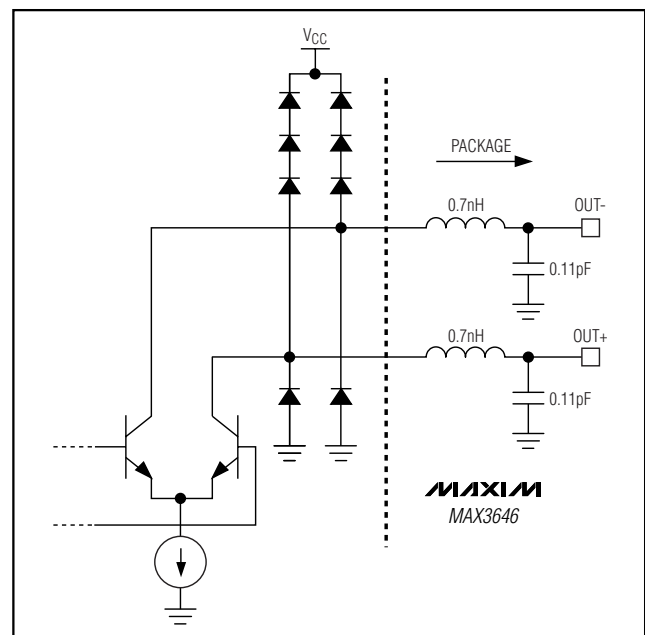 VCC
PACKAGE
0.7nH
OUT-
0.11pF
0.7nH
OUT+
0.11pF
MAXIM
MAX3646